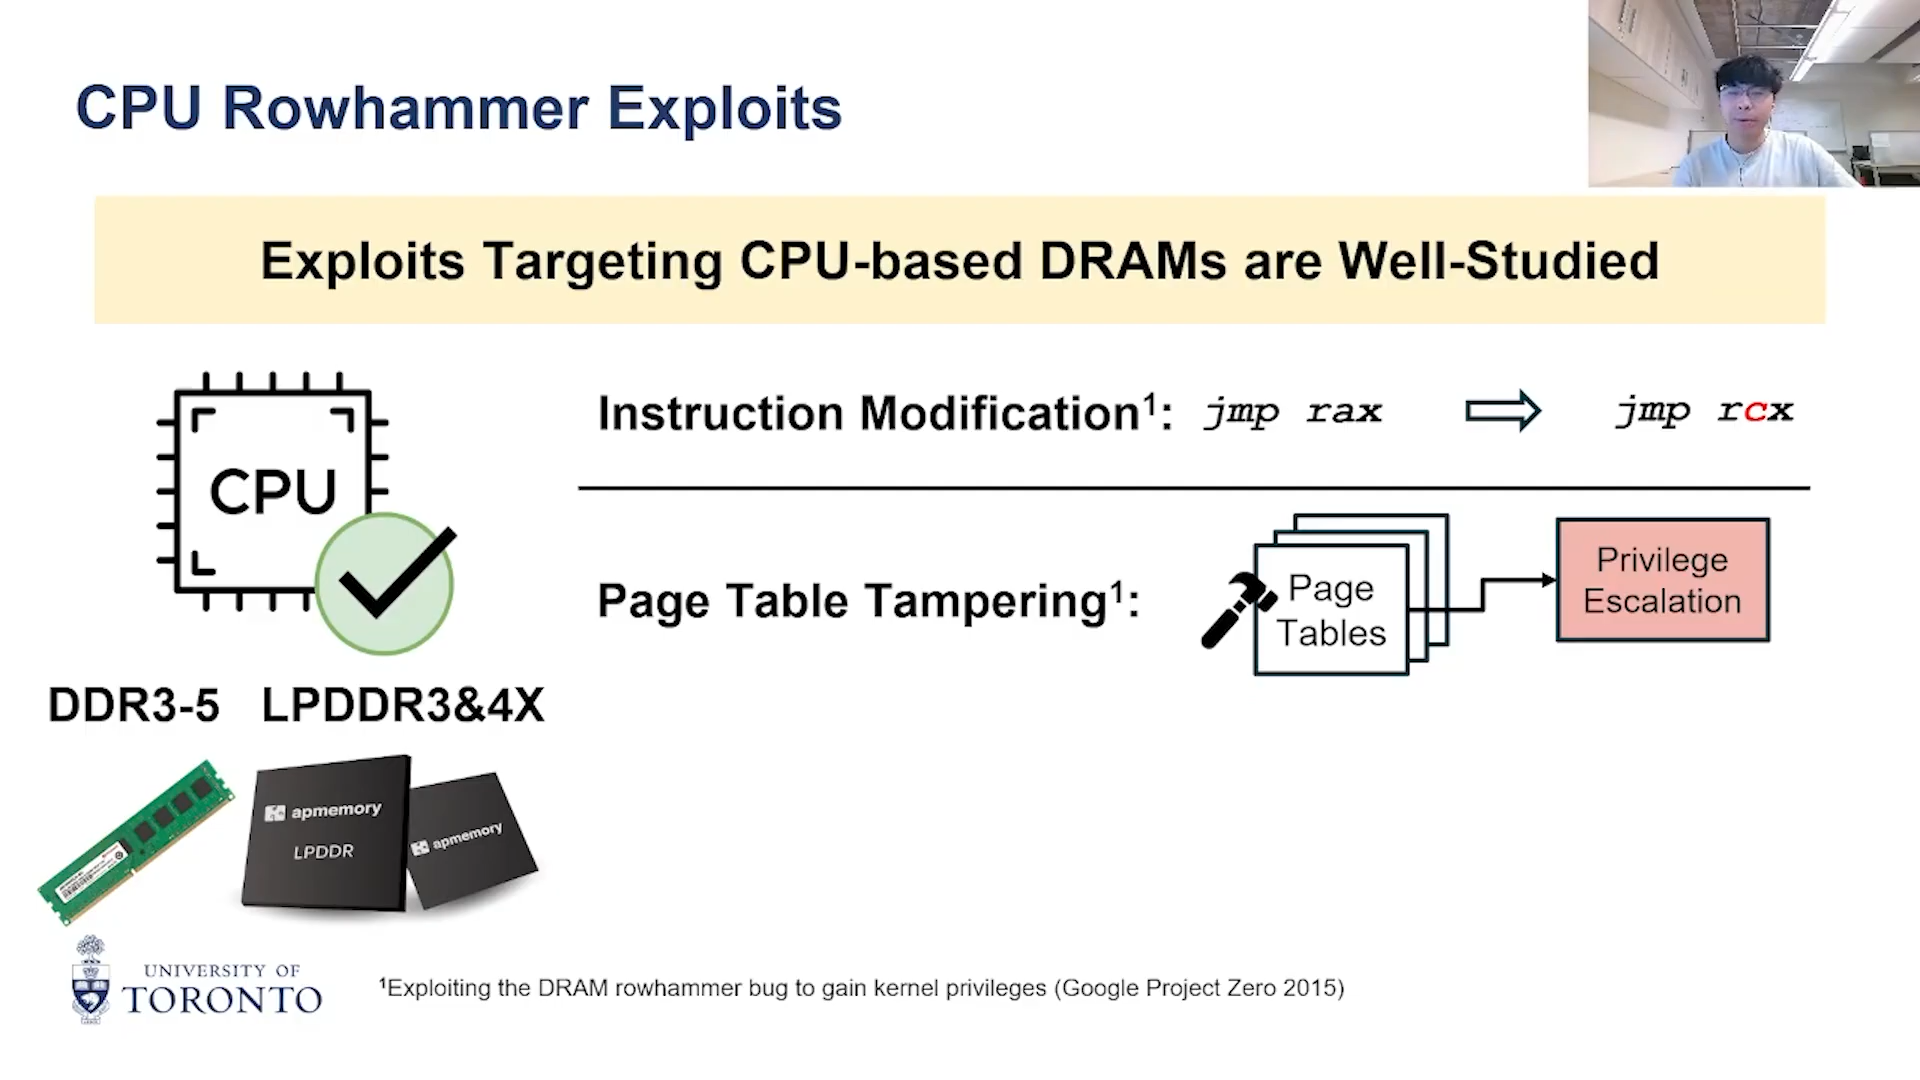 CPU Rowhammer Exploits
Exploits Targeting CPU-based DRAMs are Well-Studied
CPU
Instruction Modification¹: jmp rax jmp rcx
Page Table Tampering¹:
Page
Tables
Privilege
Escalation
DDR3-5 LPDDR3&4X
apmemory
LPDDR
apmemory
UNIVERSITY OF
TORONTO
¹Exploiting the DRAM rowhammer bug to gain kernel privileges (Google Project Zero 2015)